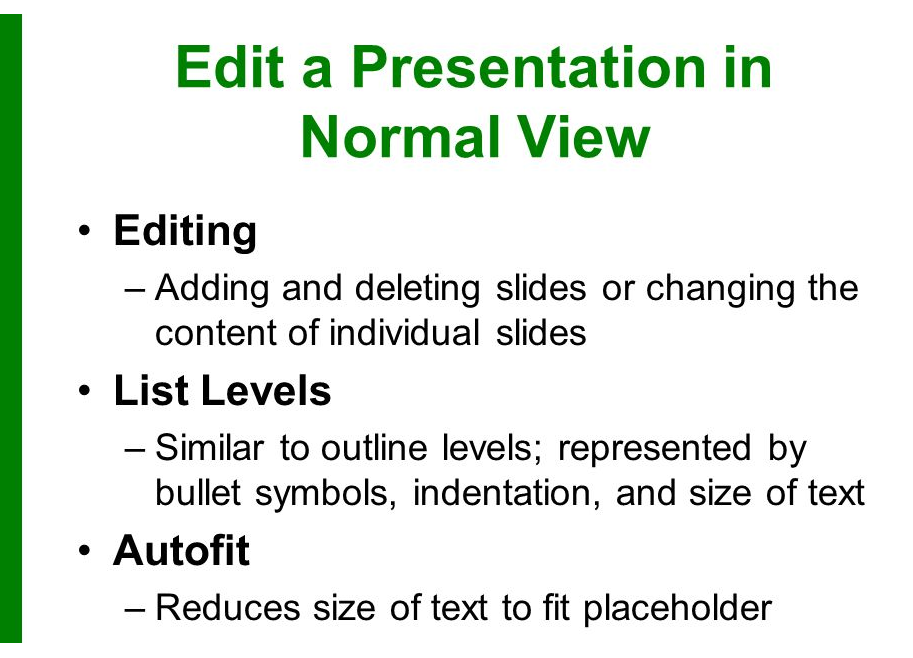 Edit a Presentation in
Normal View
• Editing
– Adding and deleting slides or changing the
content of individual slides
• List Levels
– Similar to outline levels; represented by
bullet symbols, indentation, and size of text
• Autofit
– Reduces size of text to fit placeholder